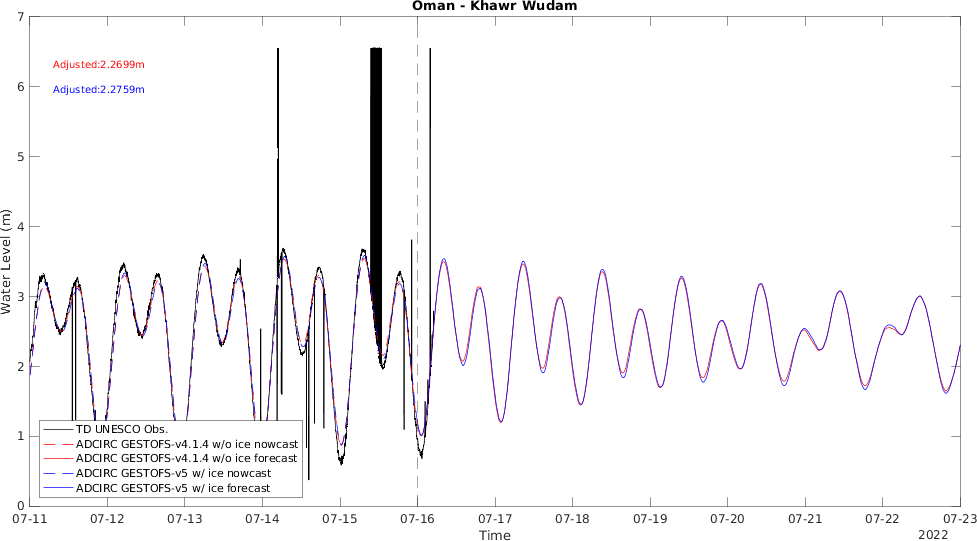 Oman - Khawr Wudam
Adjusted:2.2699m
Adjusted:2.2759m
Water Level (m)
7
6
5
4
3
2
1
0
TD UNESCO Obs.
ADCIRC GESTOFS-v4.1.4 w/o ice nowcast
ADCIRC GESTOFS-v4.1.4 w/o ice forecast
ADCIRC GESTOFS-v5 w/ ice nowcast
ADCIRC GESTOFS-v5 w/ ice forecast
07-11 07-12 07-13 07-14 07-15 07-16 07-17 07-18 07-19 07-20 07-21 07-22 07-23
Time
2022